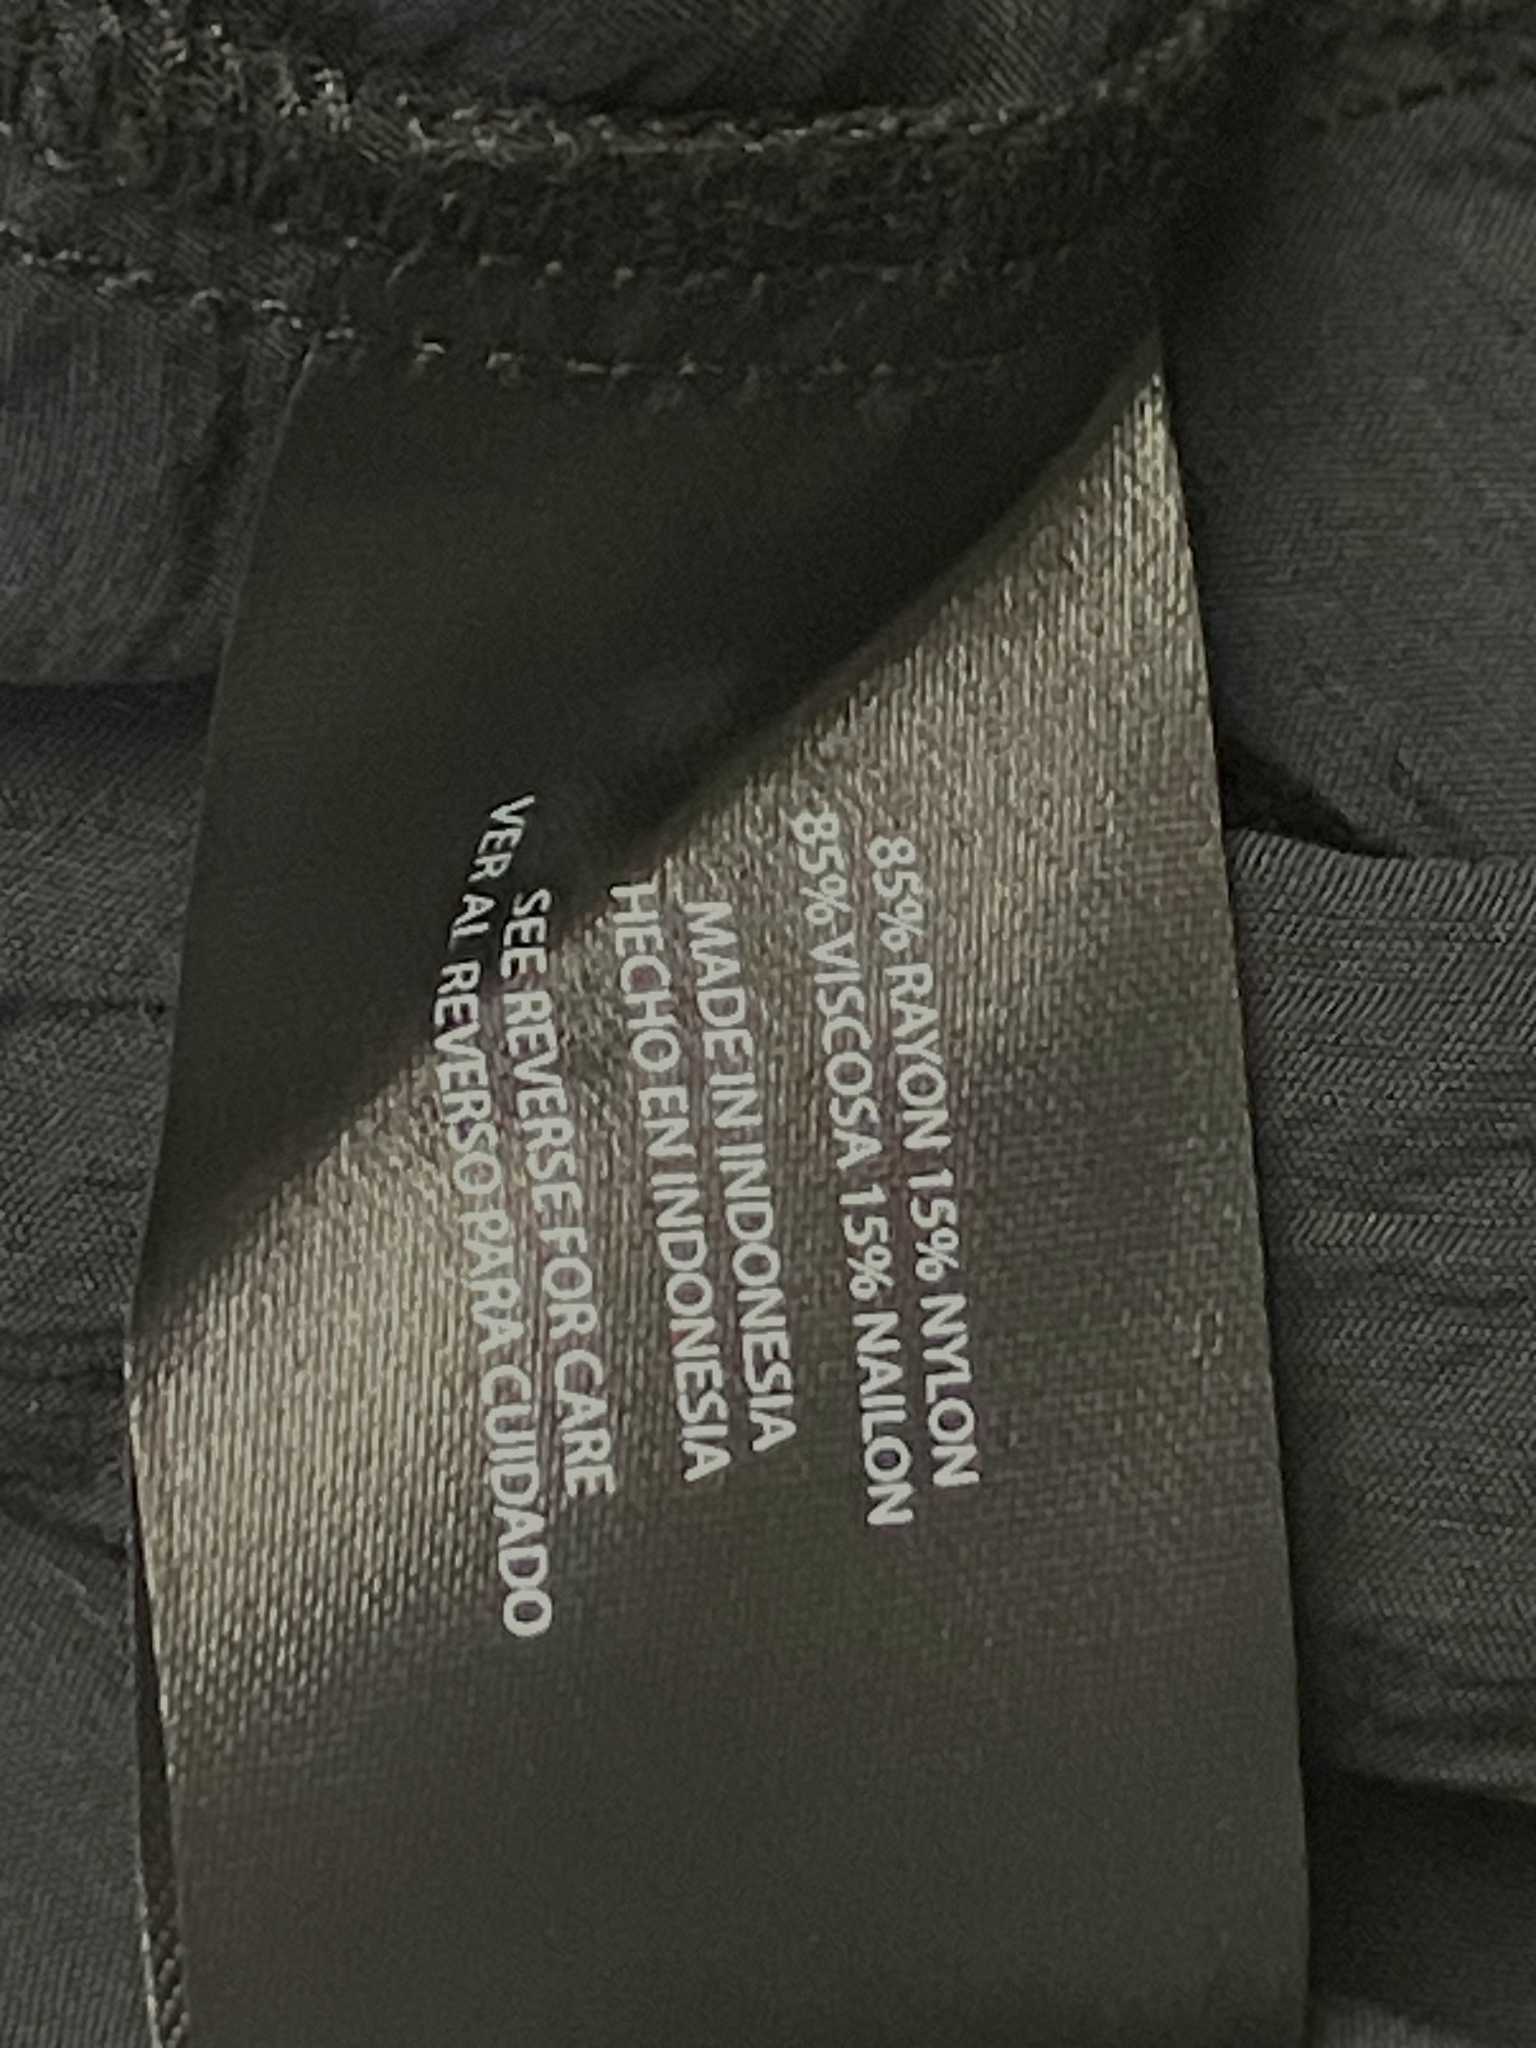 85% RAYON 15% NYLON
85% VISCOSA 15% NAILON
MADE IN INDONESIA
HECHO EN INDONESIA
SEE REVERSE FOR CARE
VER AL REVERSO PARA CUIDADO